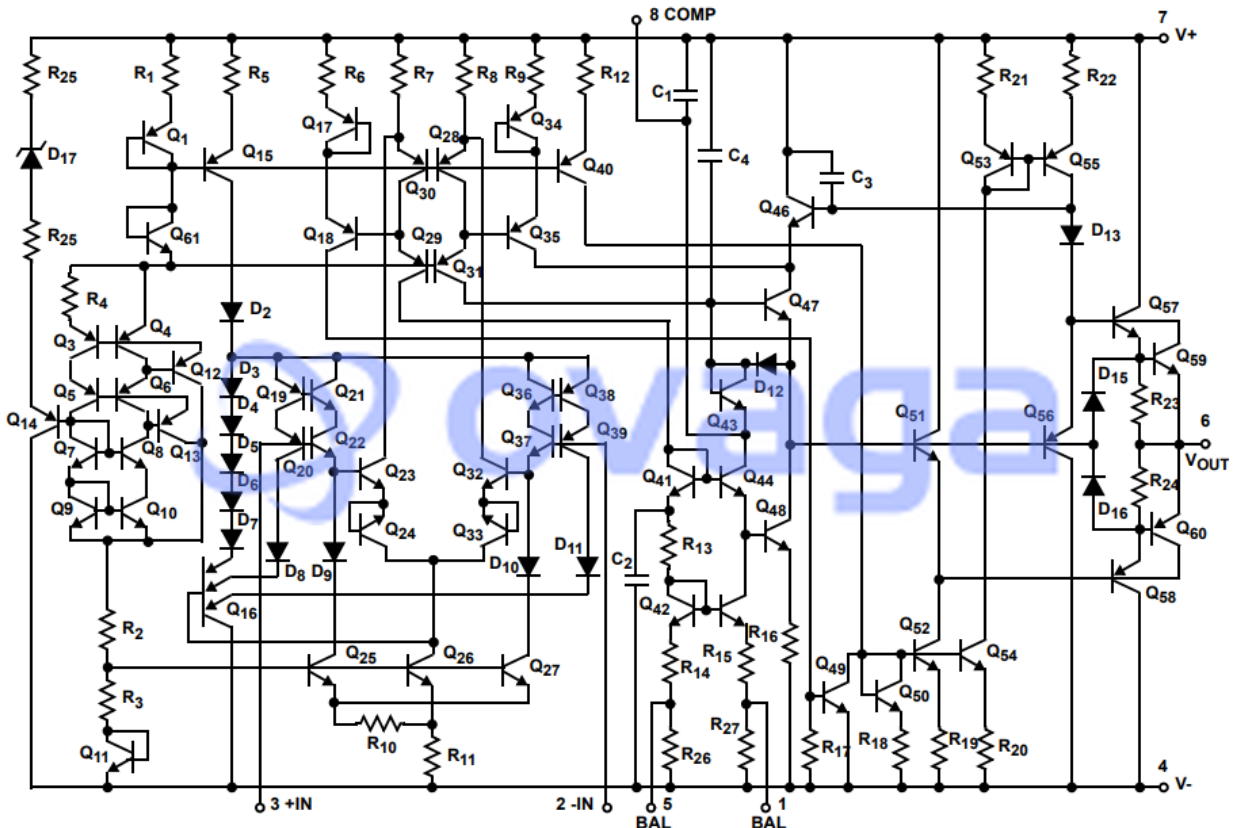 8 COMP
7
V+
R25
R1
R5
R6
R7
R8
R9
R12
C1
R21
R22
Q17
Q28
Q34
D17
Q1
Q15
Q30
Q40
C4
C3
Q53
Q55
Q46
R25
Q61
Q18
Q29
Q31
Q35
D13
R4
D2
Q47
Q57
Q3
Q4
Q12
D3
Q19
Q21
Q36
Q38
D12
Q59
Q5
Q6
D4
Q43
D15
R23
Q14
Q7
Q8
Q13
D5
Q22
Q20
Q37
Q39
Q51
Q56
6
VOUT
ovaga
D6
Q23
Q32
Q41
Q44
D16
R24
Q9
Q10
D7
Q24
Q33
Q48
Q60
D8
D9
D10
D11
C2
R13
Q16
Q42
Q58
R2
Q25
Q26
Q27
R14
R15
R16
Q49
Q52
Q54
Q50
R3
R10
Q11
R11
R26
R27
R17
R18
R19
R20
4
V-
3 +IN
2 -IN
5
BAL
1
BAL